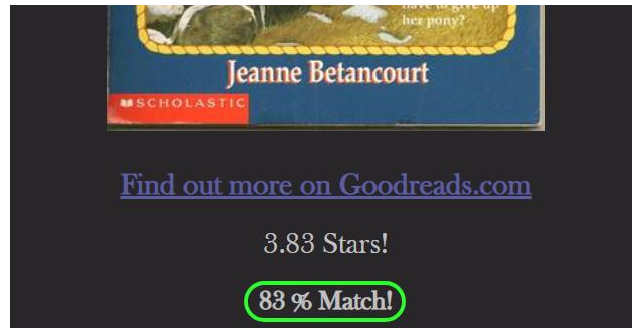 have to give up
her pony?
Jeanne Betancourt
SCHOLASTIC
Find out more on Goodreads.com
3.83 Stars!
83 % Match!